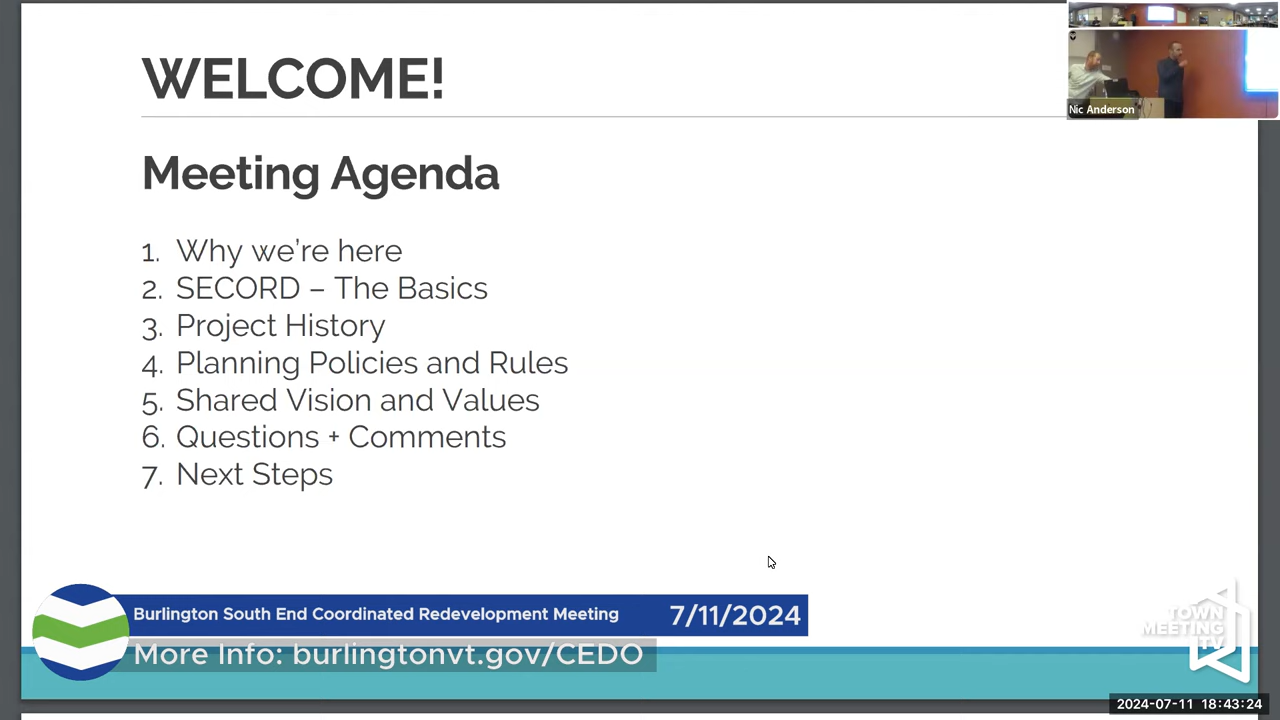 WELCOME!
Nic Anderson
Meeting Agenda
1. Why we’re here
2. SECORD – The Basics
3. Project History
4. Planning Policies and Rules
5. Shared Vision and Values
6. Questions + Comments
7. Next Steps
Burlington South End Coordinated Redevelopment Meeting 7/11/2024
More Info: burlingtonvt.gov/CEDO
TOWN
MEETING
TV
2024-07-11 18:43:24